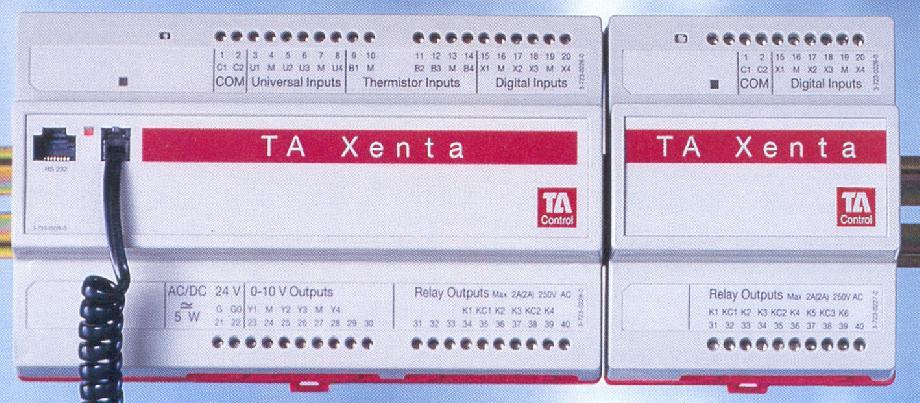 1 2 3 4 5 6 7 8 9 10 11 12 13 14 15 16 17 18 19 20
C1 C2 U1 M U2 U3 M U4 B1 M B2 B3 M B4 X1 M X2 X3 M X4
COM Universal Inputs Thermistor Inputs Digital Inputs
TA Xenta
RS 232
TA
Control
AC/DC 24 V 0-10 V Outputs Relay Outputs Max 2A(2A) 250V AC
5 W G G0 Y1 M Y2 Y3 M Y4 K1 KC1 K2 K3 KC2 K4
21 22 23 24 25 26 27 28 29 30 31 32 33 34 35 36 37 38 39 40
1 2 15 16 17 18 19 20
C1 C2 X1 M X2 X3 M X4
COM Digital Inputs
TA Xenta
TA
Control
Relay Outputs Max 2A(2A) 250V AC
K1 KC1 K2 K3 KC2 K4 K5 KC3 K6
31 32 33 34 35 36 37 38 39 40